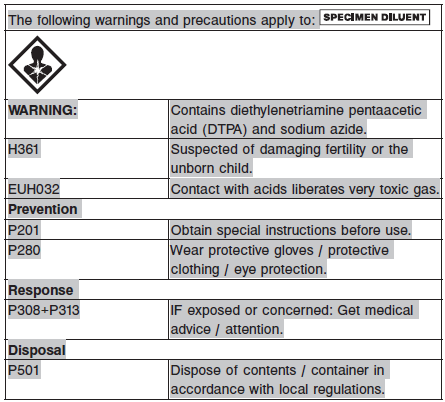 The following warnings and precautions apply to: SPECIMEN DILUENT
WARNING: Contains diethylenetriamine pentaacetic
acid (DTPA) and sodium azide.
H361 Suspected of damaging fertility or the
unborn child.
EUH032 Contact with acids liberates very toxic gas.
Prevention
P201 Obtain special instructions before use.
P280 Wear protective gloves / protective
clothing / eye protection.
Response
P308+P313 IF exposed or concerned: Get medical
advice / attention.
Disposal
P501 Dispose of contents / container in
accordance with local regulations.